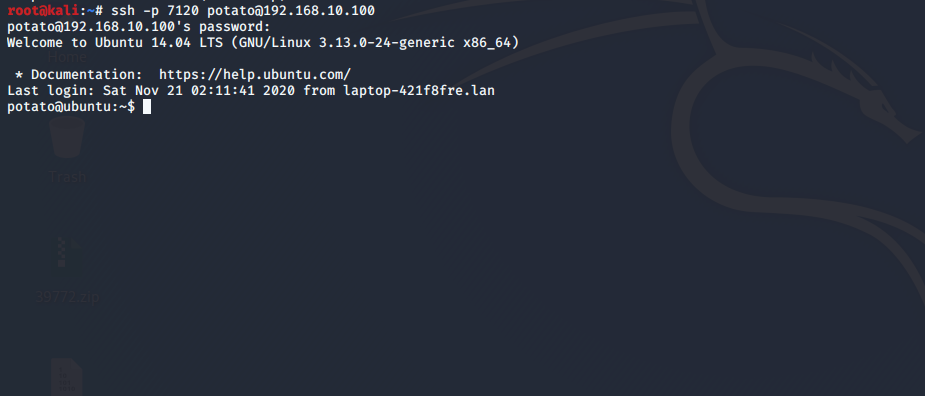 root@kali:~# ssh -p 7120 potato@192.168.10.100
potato@192.168.10.100's password:
Welcome to Ubuntu 14.04 LTS (GNU/Linux 3.13.0-24-generic x86_64)
 * Documentation:  https://help.ubuntu.com/
Last login: Sat Nov 21 02:11:41 2020 from laptop-421f8fre.lan
potato@ubuntu:~$
Home
Trash
39772.zip